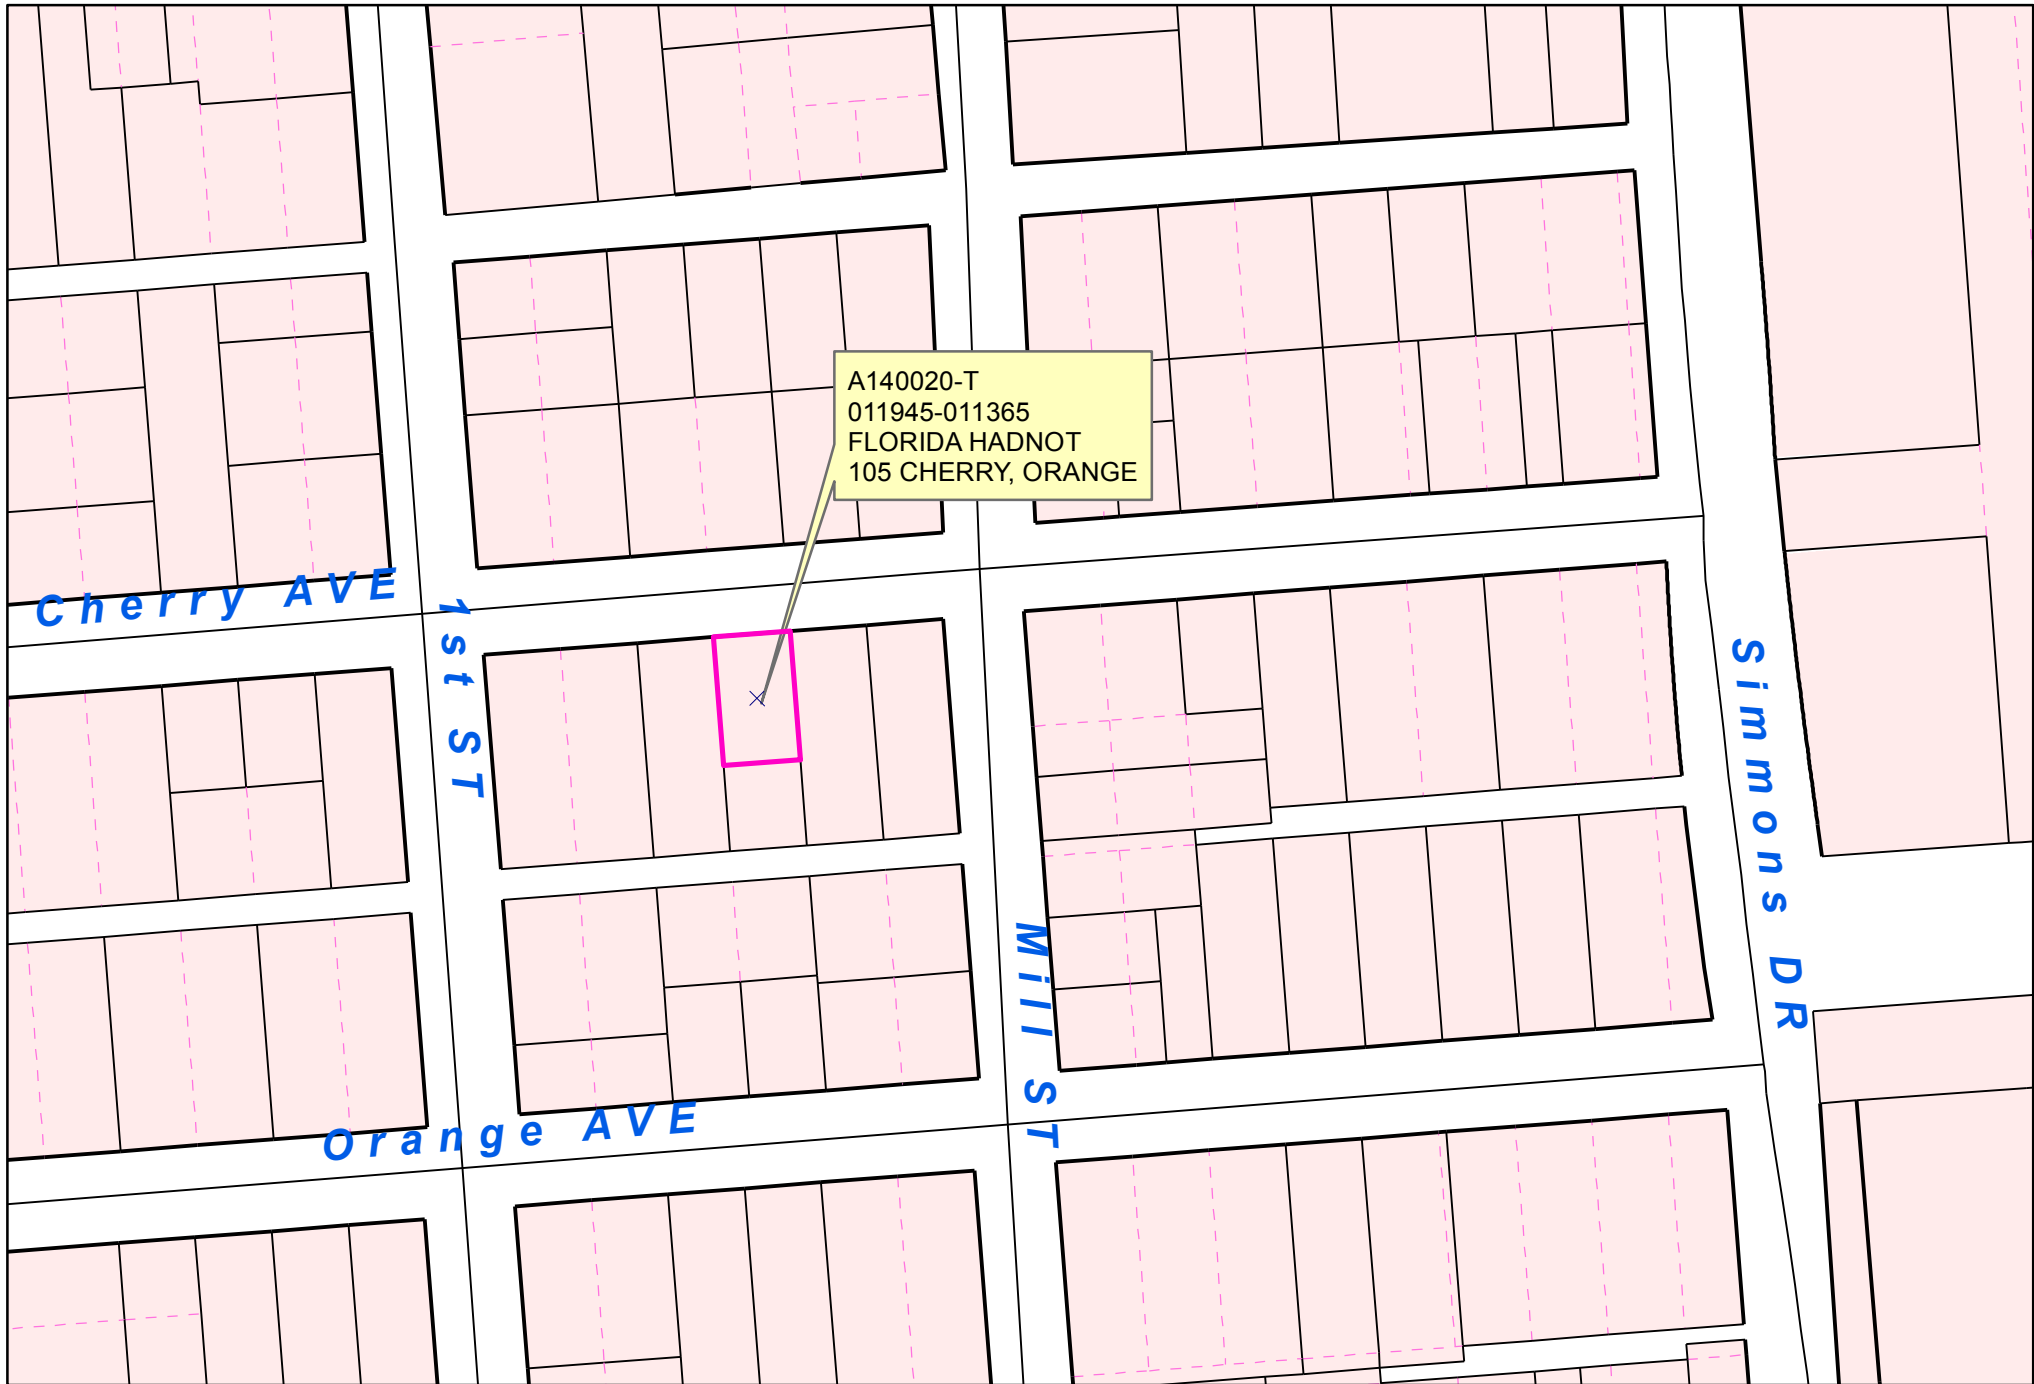 A140020-T
011945-011365
FLORIDA HADNOT
105 CHERRY, ORANGE
Cherry AVE
1st ST
Simmons DR
Mill ST
Orange AVE